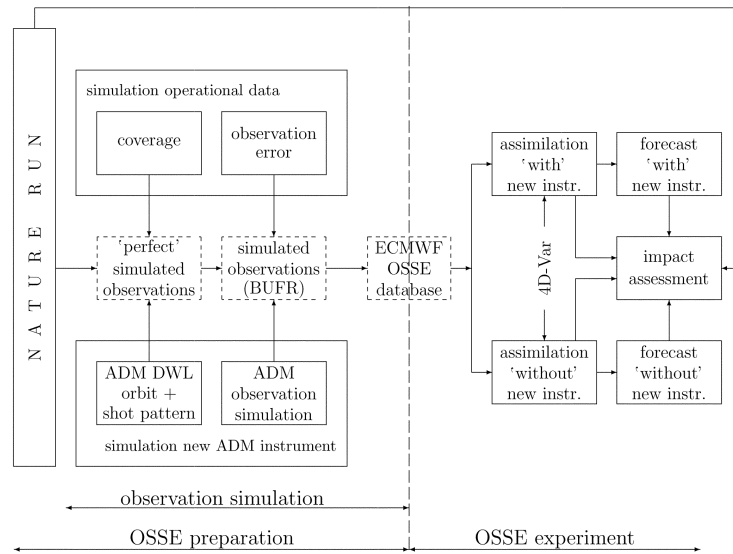 NATURE RUN
simulation operational data
coverage
observation
error
'perfect'
simulated
observations
simulated
observations
(BUFR)
ECMWF
OSSE
database
ADM DWL
orbit +
shot pattern
ADM
observation
simulation
simulation new ADM instrument
assimilation
'with'
new instr.
forecast
'with'
new instr.
4D-Var
impact
assessment
assimilation
'without'
new instr.
forecast
'without'
new instr.
observation simulation
OSSE preparation
OSSE experiment